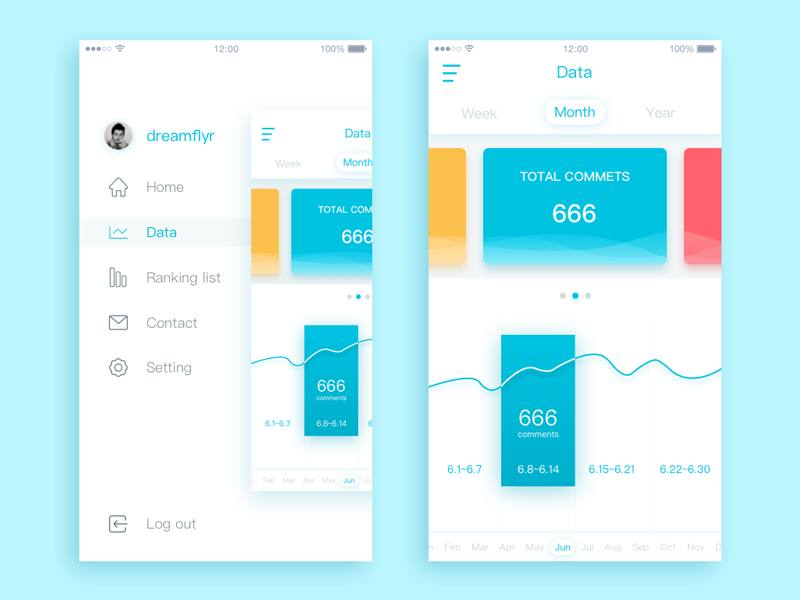 12:00
100%
dreamflyr
Home
Data
Ranking list
Contact
Setting
Log out
Data
Week
Month
TOTAL COM
666
666
comments
6.1~6.7
6.8~6.14
6
Feb Mar Apr May Jun Jul
12:00
100%
Data
Week Month Year
TOTAL COMMETS
666
666
comments
6.1~6.7 6.8~6.14 6.15~6.21 6.22~6.30
n Feb Mar Apr May Jun Jul Aug Sep Oct Nov D